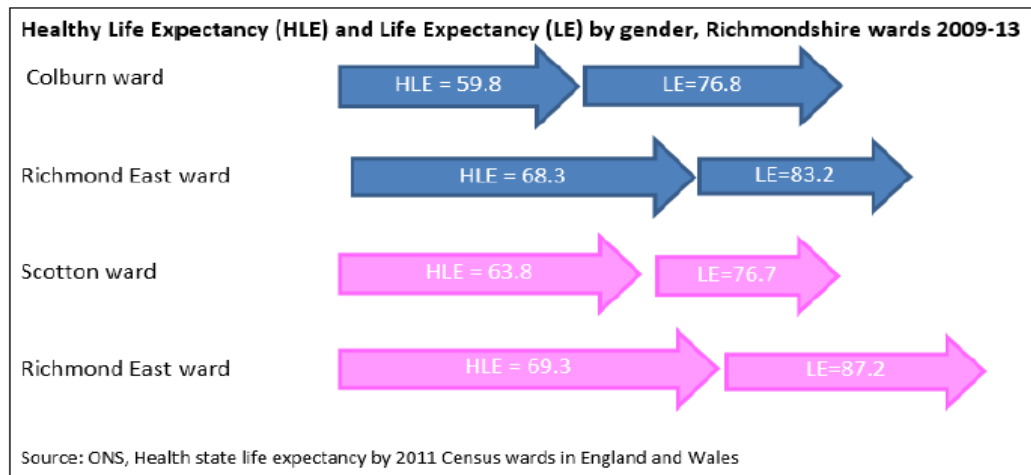 Healthy Life Expectancy (HLE) and Life Expectancy (LE) by gender, Richmondshire wards 2009-13
Colburn ward
HLE = 59.8
LE=76.8
Richmond East ward
HLE = 68.3
LE=83.2
Scotton ward
HLE = 63.8
LE=76.7
Richmond East ward
HLE = 69.3
LE=87.2
Source: ONS, Health state life expectancy by 2011 Census wards in England and Wales